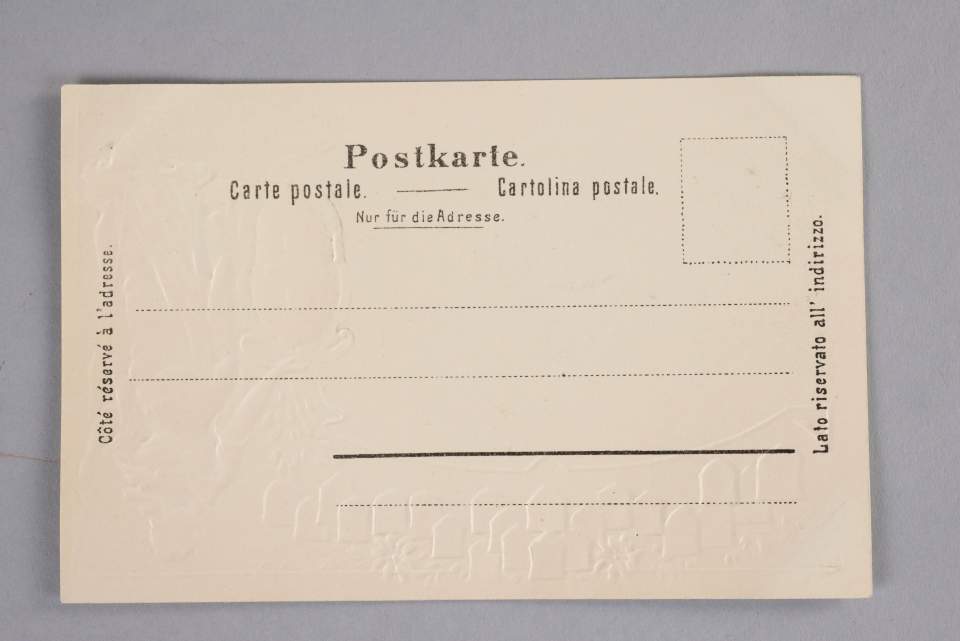 Postkarte.
Carte postale. Cartolina postale.
Nur für die Adresse.
Côté réservé à l'adresse.
Lato riservato all' indirizzo.